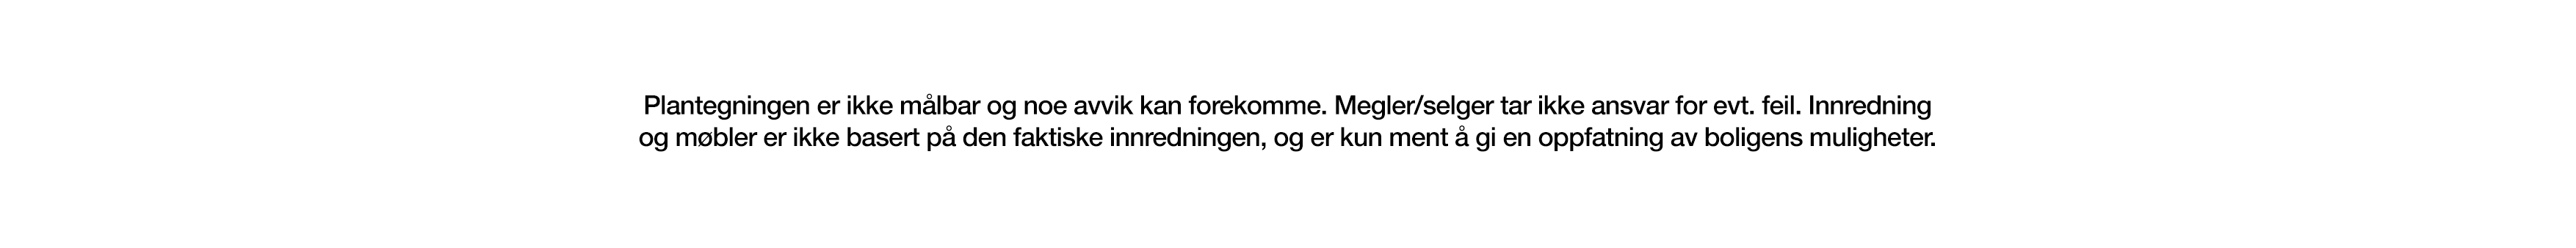 Plantegningen er ikke målbar og noe avvik kan forekomme. Megler/selger tar ikke ansvar for evt. feil. Innredning
og møbler er ikke basert på den faktiske innredningen, og er kun ment å gi en oppfatning av boligens muligheter.